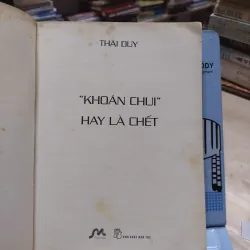 THÁI DUY
"KHOÁN CHUI"
HAY LÀ CHẾT